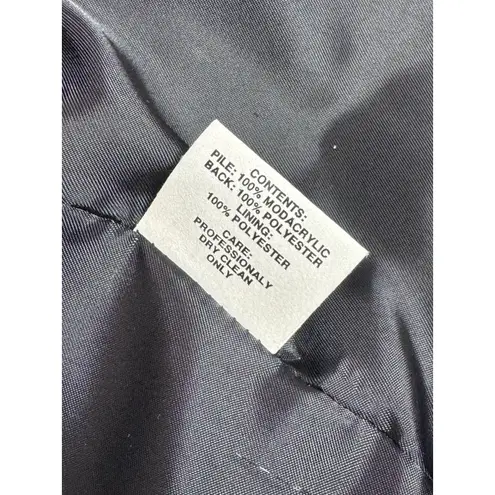 CONTENTS:
PILE: 100% MODACRYLIC
BACK: 100% POLYESTER
LINING:
100% POLYESTER
CARE:
PROFESSIONALY
DRY CLEAN
ONLY